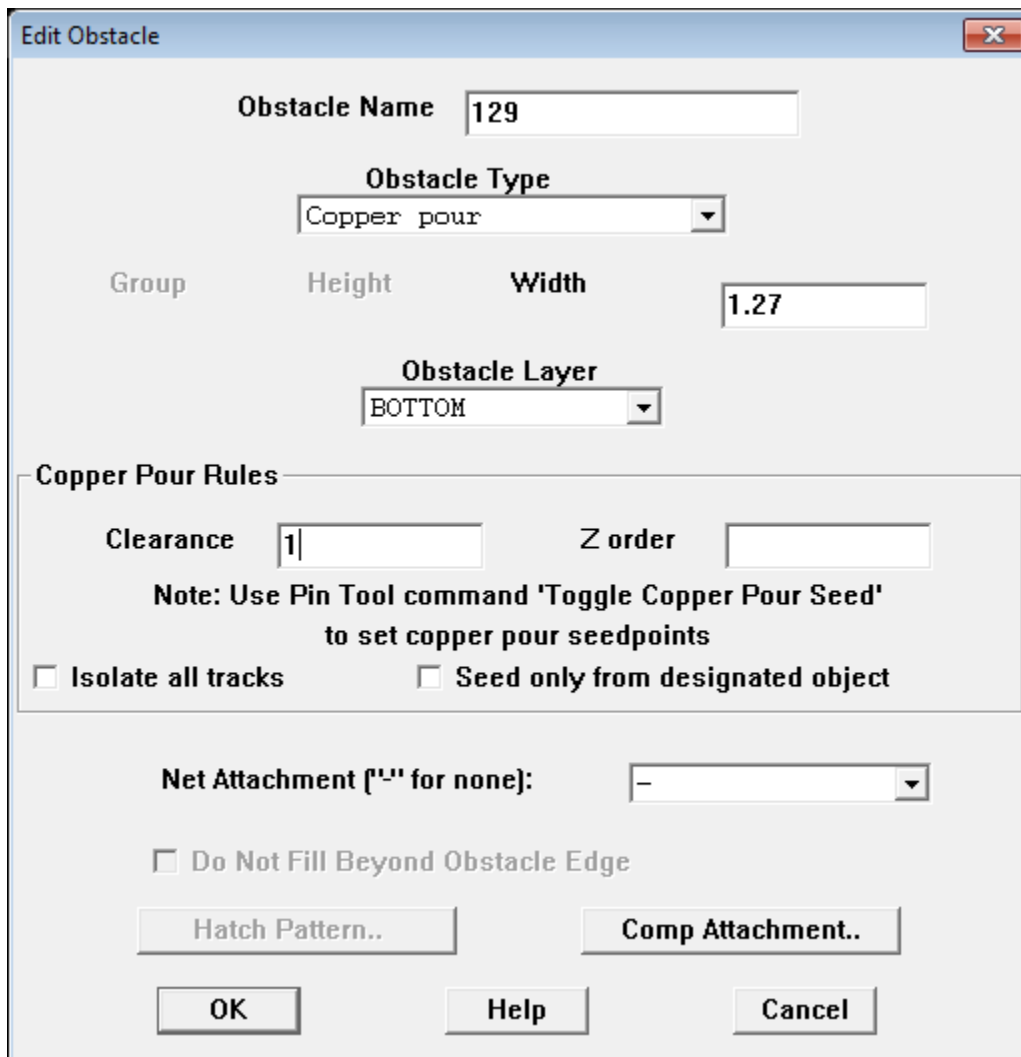 Edit Obstacle
Obstacle Name 129
Obstacle Type
Copper pour
Group Height Width 1.27
Obstacle Layer
BOTTOM
Copper Pour Rules
Clearance 1 Z order
Note: Use Pin Tool command 'Toggle Copper Pour Seed'
to set copper pour seedpoints
Isolate all tracks Seed only from designated object
Net Attachment ("-" for none): -
Do Not Fill Beyond Obstacle Edge
Hatch Pattern.. Comp Attachment..
OK Help Cancel